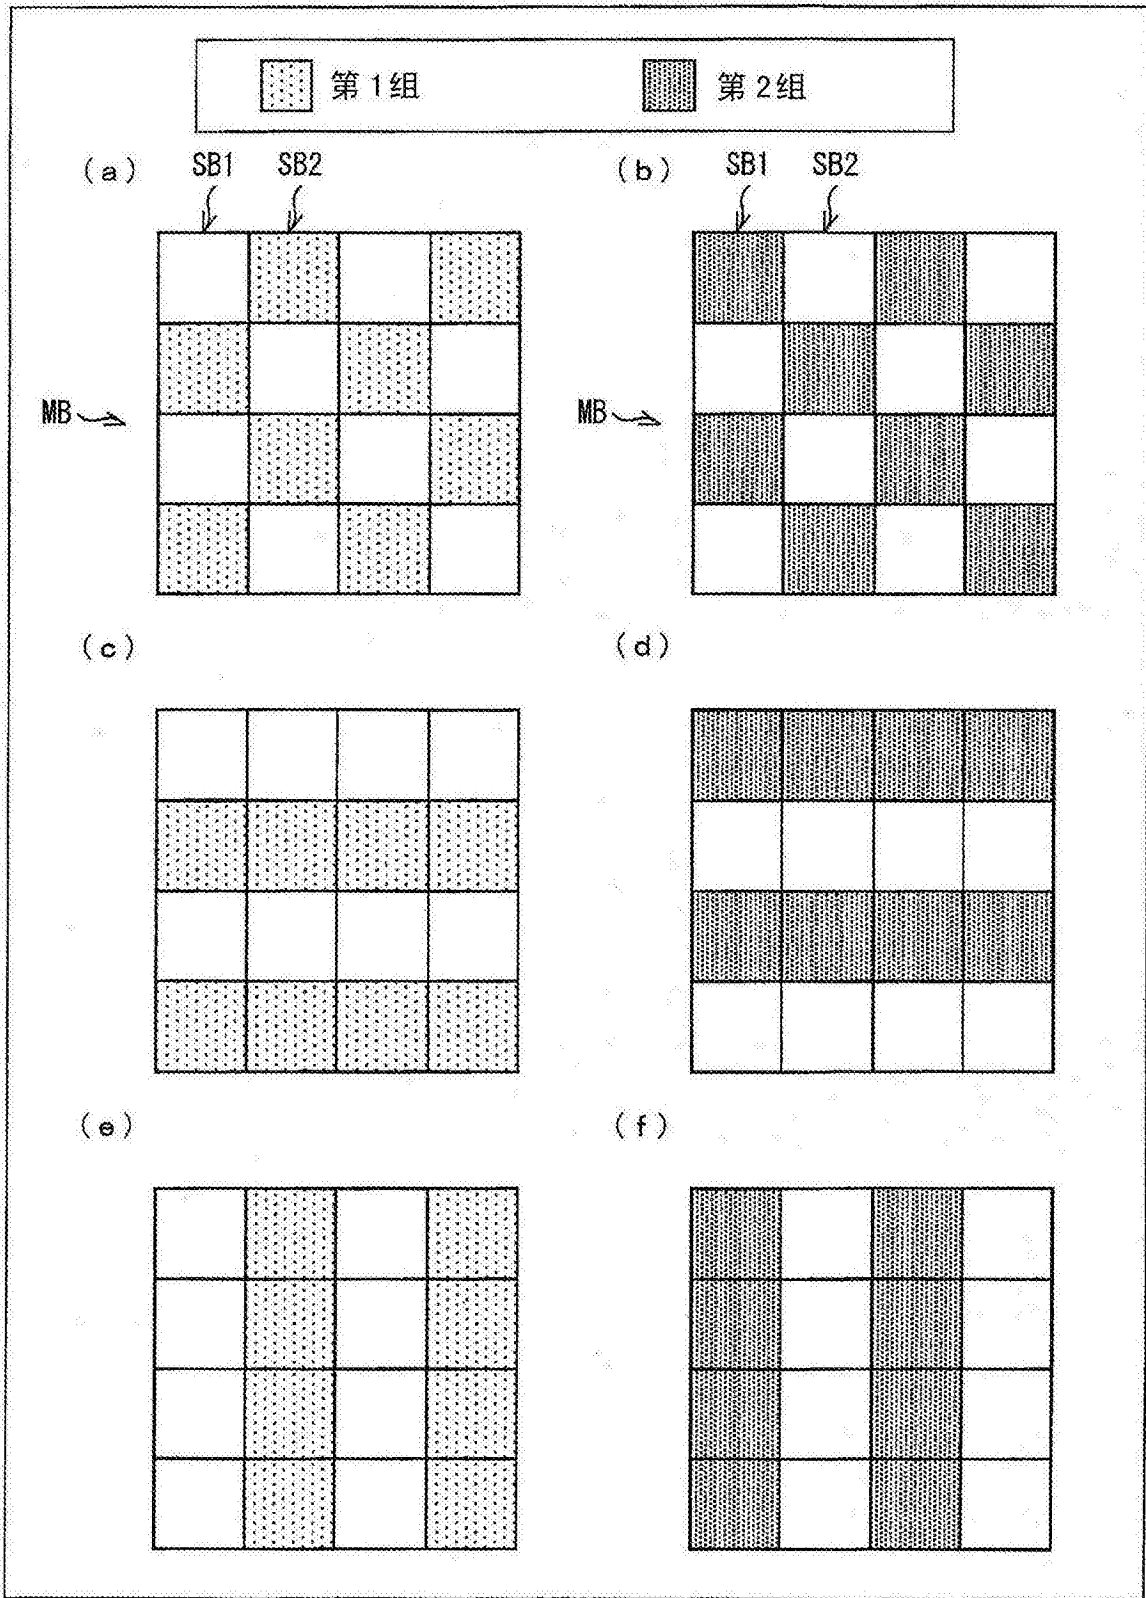 第1组 第2组
(a) SB1 SB2 (b) SB1 SB2
MB MB
(c) (d)
(e) (f)